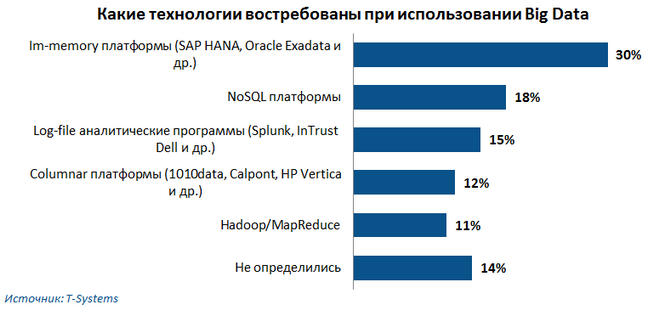 Какие технологии востребованы при использовании Big Data
Im-memory платформы (SAP HANA, Oracle Exadata и
др.)
30%
NoSQL платформы
18%
Log-file аналитические программы (Splunk, InTrust
Dell и др.)
15%
Columnar платформы (1010data, Calpont, HP Vertica
и др.)
12%
Hadoop/MapReduce
11%
Не определились
14%
Источник: T-Systems